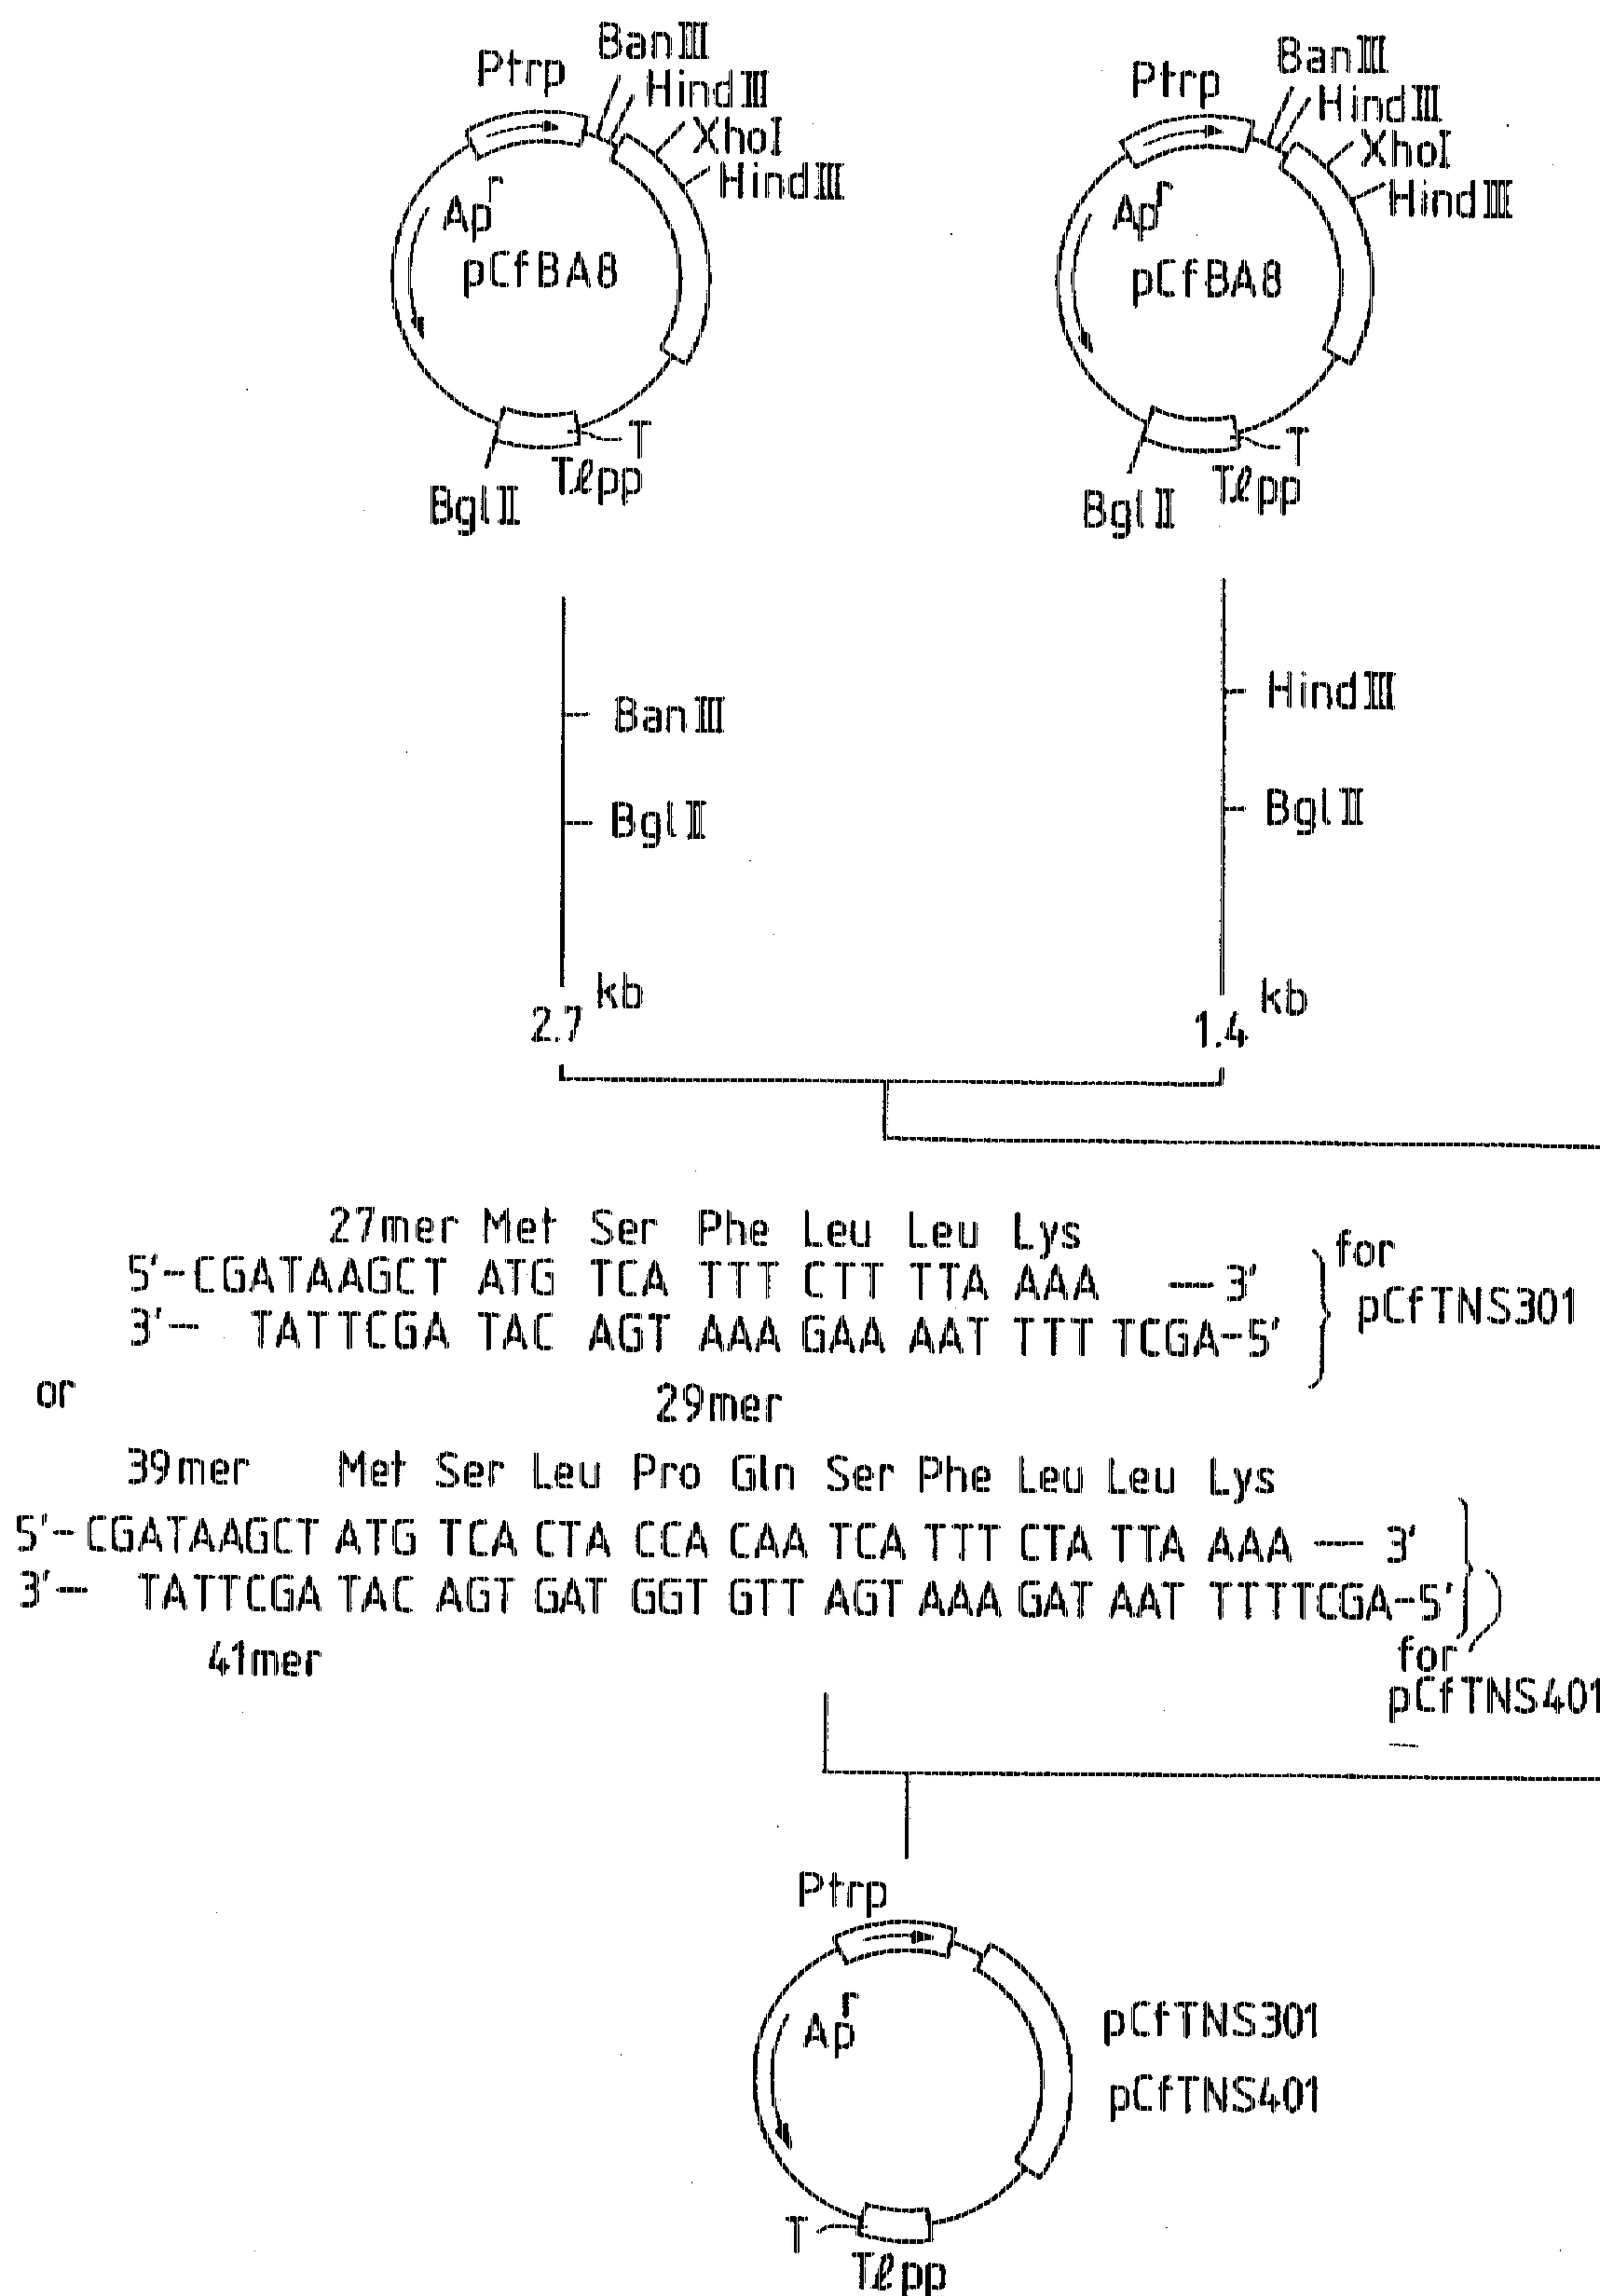 Ptrp
BanIII
HindIII
XhoI
HindIII
Apʳ
pCfBA8
T
Tℓpp
BglII
Ptrp
BanIII
HindIII
XhoI
HindIII
Apʳ
pCfBA8
T
Tℓpp
BglII
BanIII
BglII
2.7 kb
HindIII
BglII
1.4 kb
27mer Met Ser Phe Leu Leu Lys
5'--CGATAAGCT ATG TCA TTT CTT TTA AAA ---3'
3'-- TATTCGA TAC AGT AAA GAA AAT TTT TCGA-5'
for
pCfTNS301
29mer
or
39mer Met Ser Leu Pro Gln Ser Phe Leu Leu Lys
5'-CGATAAGCT ATG TCA CTA CCA CAA TCA TTT CTA TTA AAA --- 3'
3'-- TATTCGA TAC AGT GAT GGT GTT AGT AAA GAT AAT TTTTCGA-5'
41mer
for
pCfTNS401
Ptrp
Apʳ
pCfTNS301
pCfTNS401
T
Tℓpp